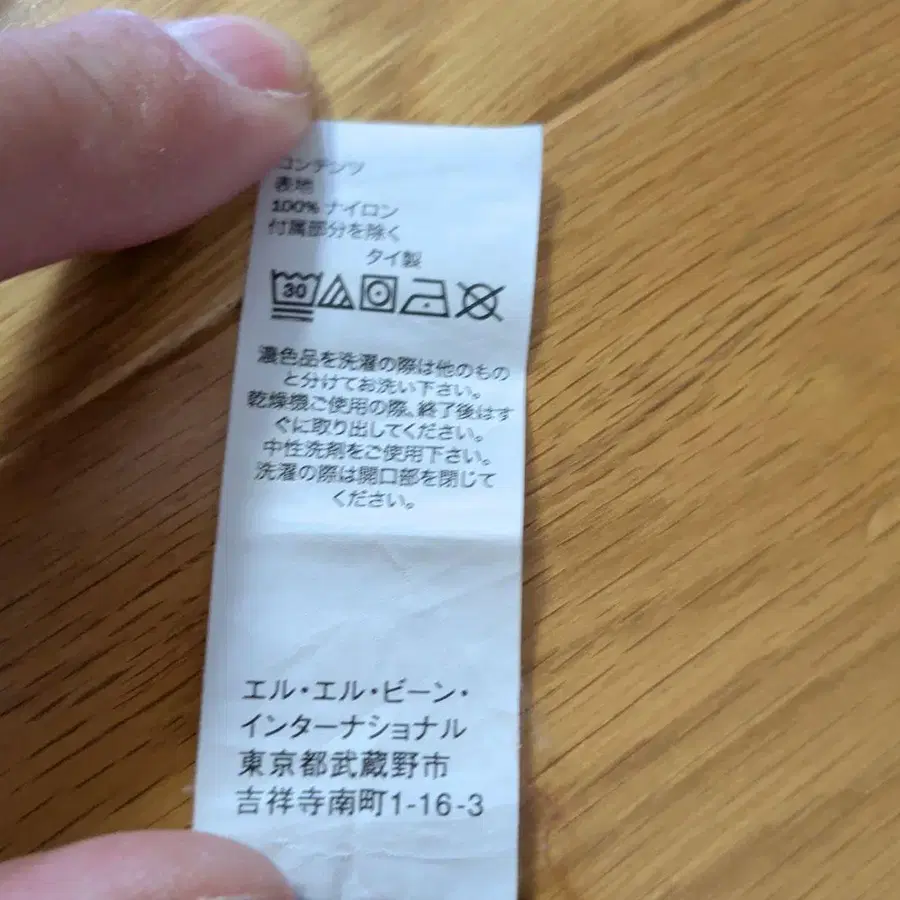 コンテンツ
表地
100% ナイロン
付属部分を除く
タイ製
30
濃色品を洗濯の際は他のもの
と分けてお洗い下さい。
乾燥機ご使用の際、終了後はす
ぐに取り出してください。
中性洗剤をご使用下さい。
洗濯の際は開口部を閉じて
ください。
エル・エル・ビーン・
インターナショナル
東京都武蔵野市
吉祥寺南町1-16-3